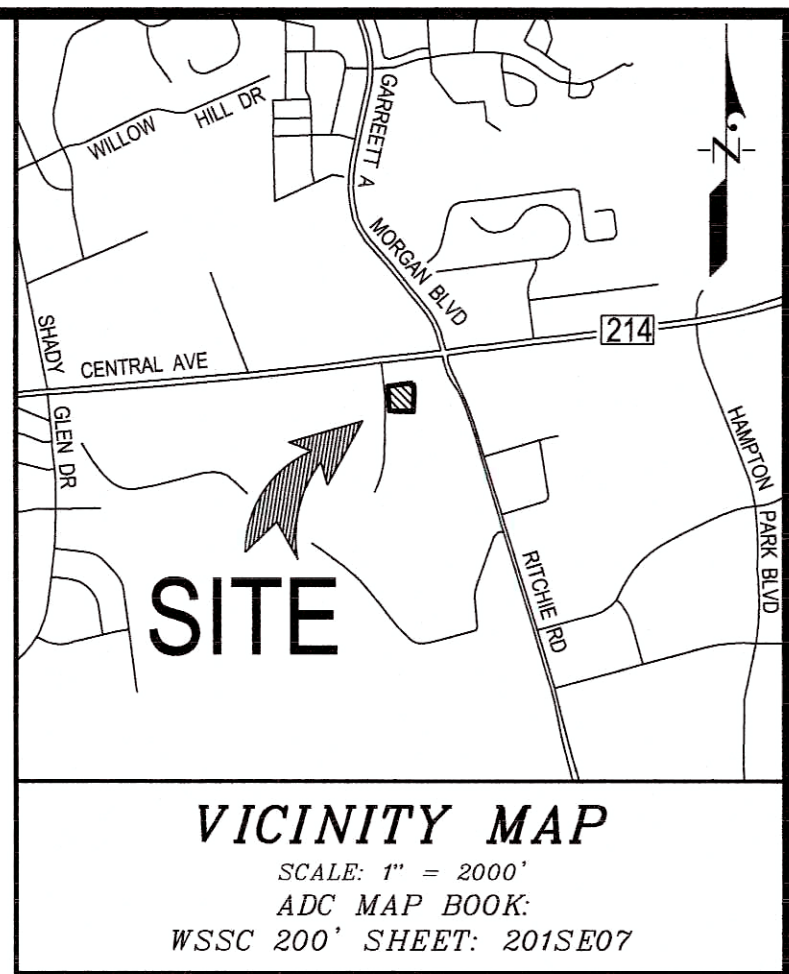 WILLOW HILL DR
GARREETT A
MORGAN BLVD
N
214
SHADY
GLEN DR
CENTRAL AVE
HAMPTON
PARK BLVD
RITCHIE RD
SITE
VICINITY MAP
SCALE: 1" = 2000'
ADC MAP BOOK:
WSSC 200' SHEET: 201SE07